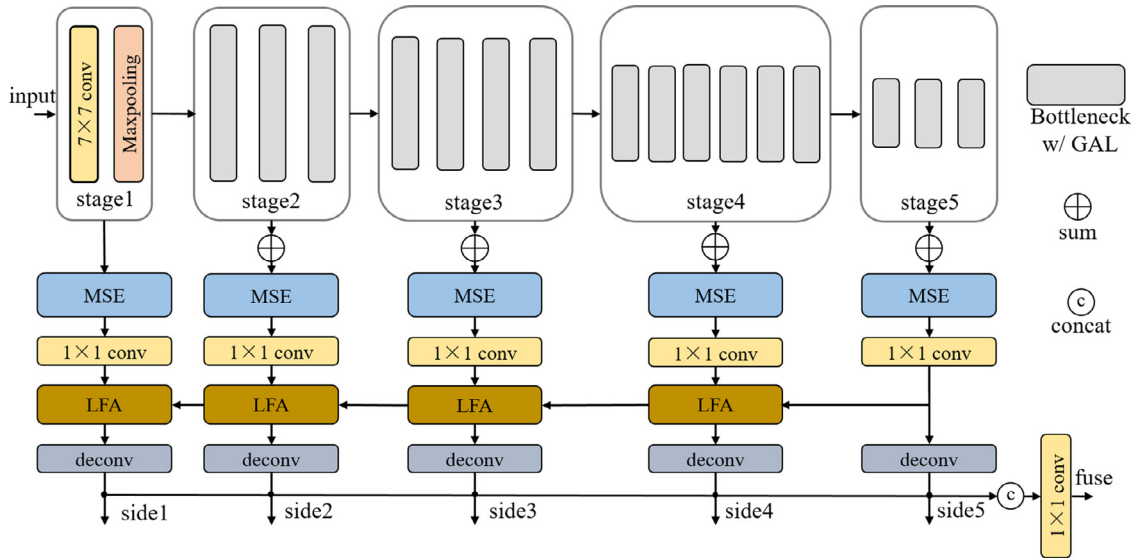 input
7×7 conv
Maxpooling
stage1
stage2
stage3
stage4
stage5
Bottleneck
w/ GAL
sum
c
concat
MSE
MSE
MSE
MSE
MSE
1×1 conv
1×1 conv
1×1 conv
1×1 conv
1×1 conv
LFA
LFA
LFA
LFA
deconv
deconv
deconv
deconv
deconv
side1
side2
side3
side4
side5
c
1×1 conv
fuse